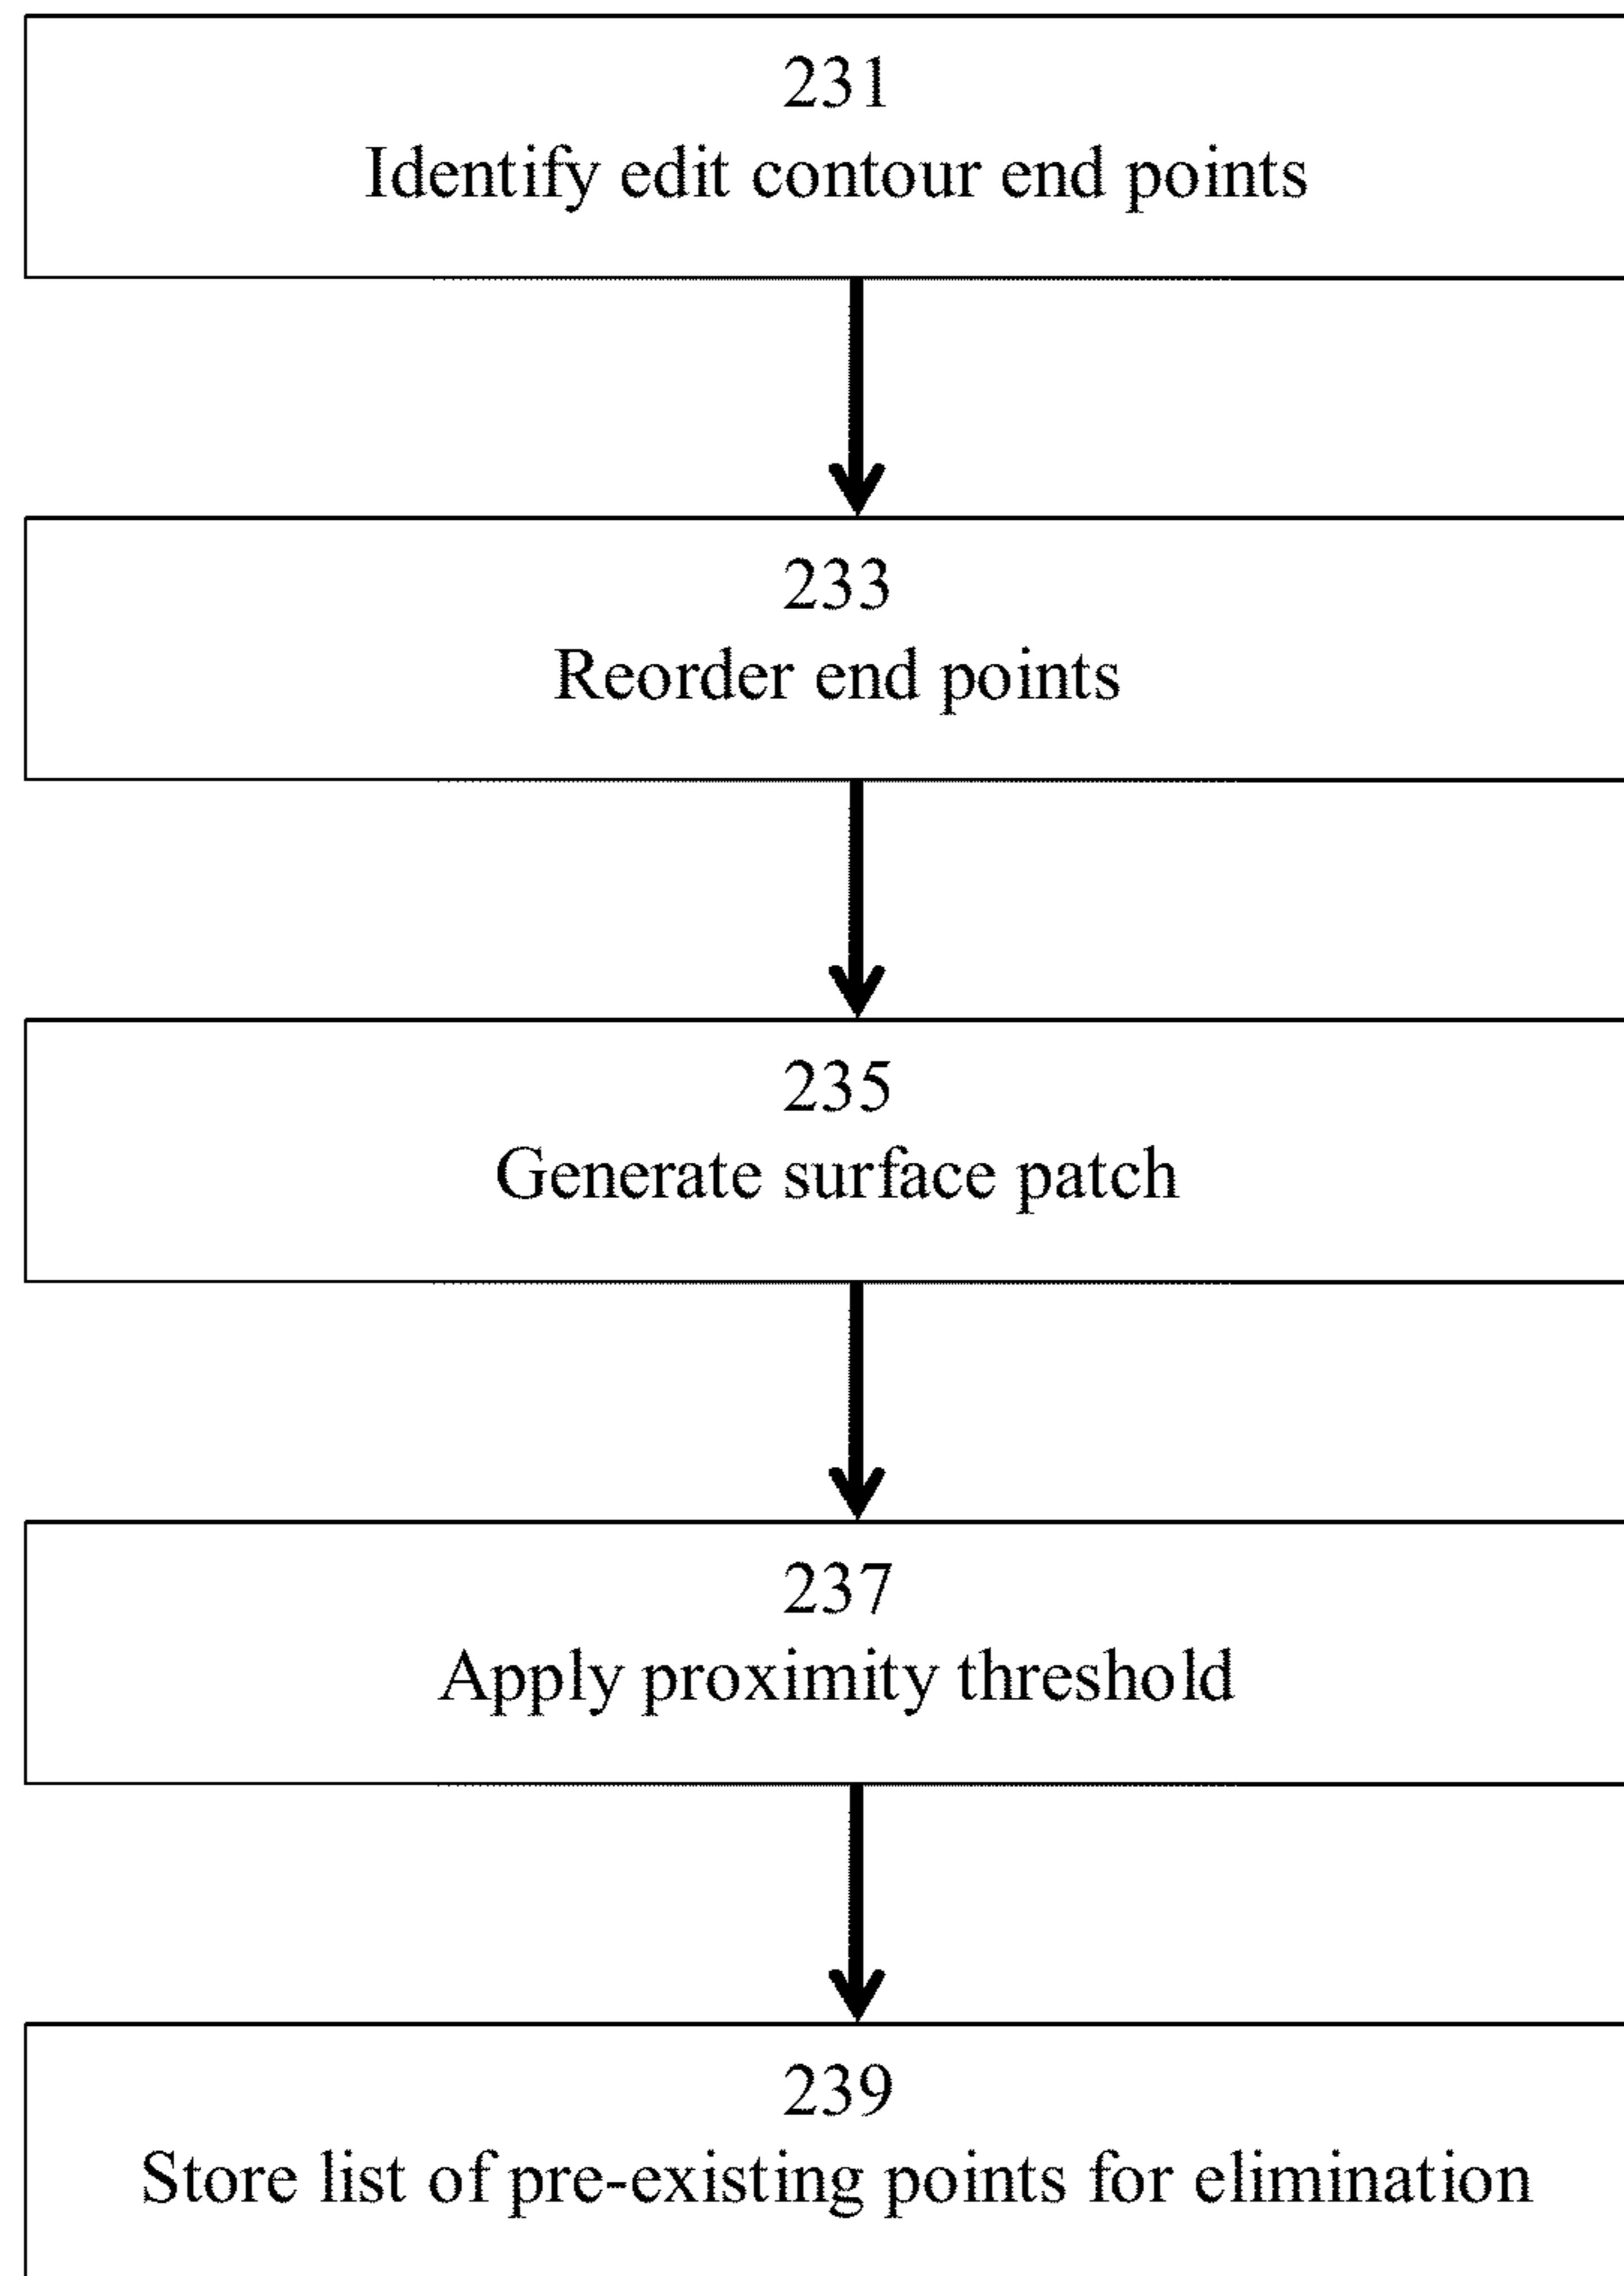 231
Identify edit contour end points
233
Reorder end points
235
Generate surface patch
237
Apply proximity threshold
239
Store list of pre-existing points for elimination